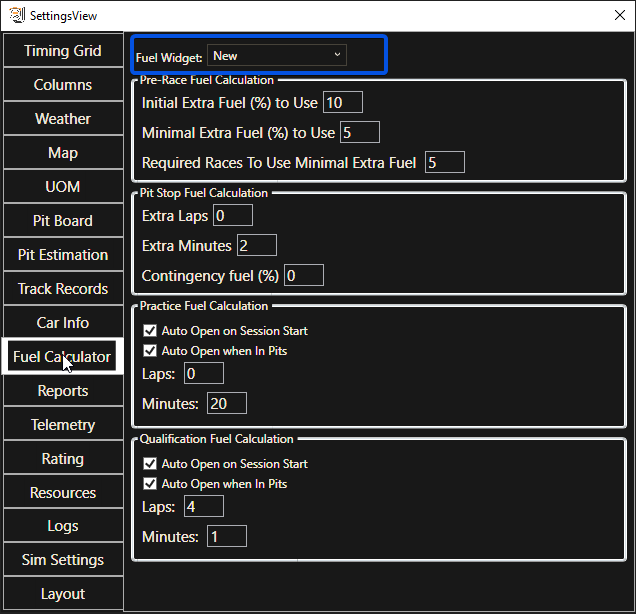 SettingsView
Timing Grid
Columns
Weather
Map
UOM
Pit Board
Pit Estimation
Track Records
Car Info
Fuel Calculator
Reports
Telemetry
Rating
Resources
Logs
Sim Settings
Layout
Fuel Widget: New
Pre-Race Fuel Calculation
Initial Extra Fuel (%) to Use 10
Minimal Extra Fuel (%) to Use 5
Required Races To Use Minimal Extra Fuel 5
Pit Stop Fuel Calculation
Extra Laps 0
Extra Minutes 2
Contingency fuel (%) 0
Practice Fuel Calculation
Auto Open on Session Start
Auto Open when In Pits
Laps: 0
Minutes: 20
Qualification Fuel Calculation
Auto Open on Session Start
Auto Open when In Pits
Laps: 4
Minutes: 1